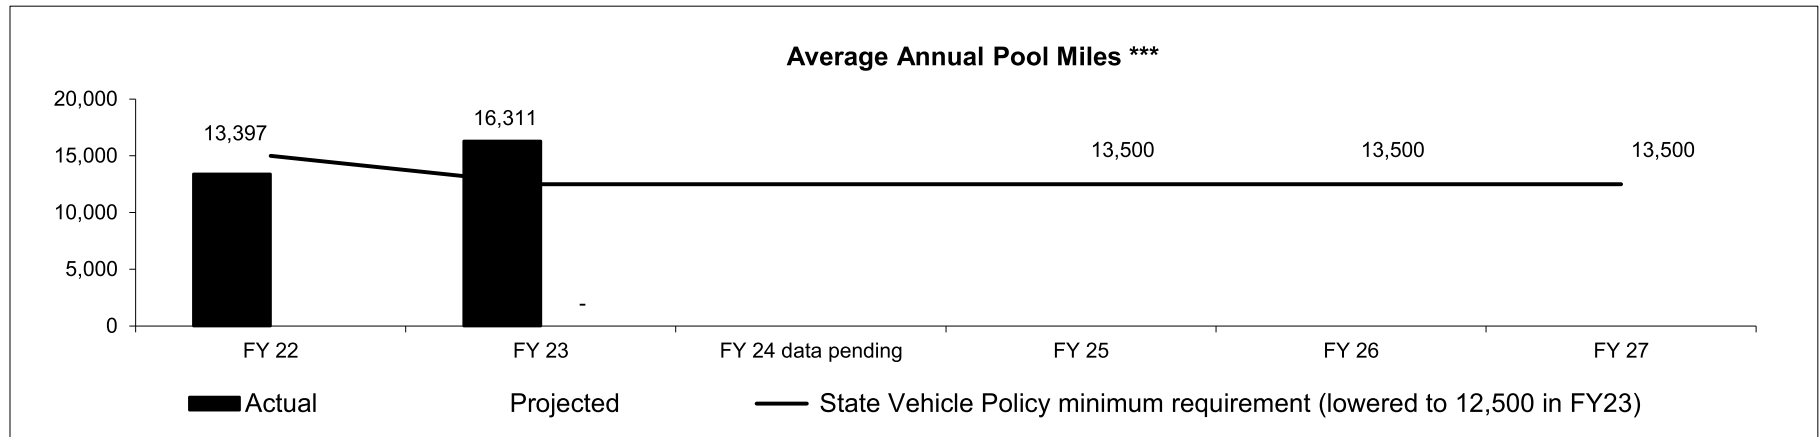 Average Annual Pool Miles ***
20,000
15,000
10,000
5,000
0
13,397
16,311
-
13,500
13,500
13,500
FY 22
FY 23
FY 24 data pending
FY 25
FY 26
FY 27
Actual
Projected
State Vehicle Policy minimum requirement (lowered to 12,500 in FY23)